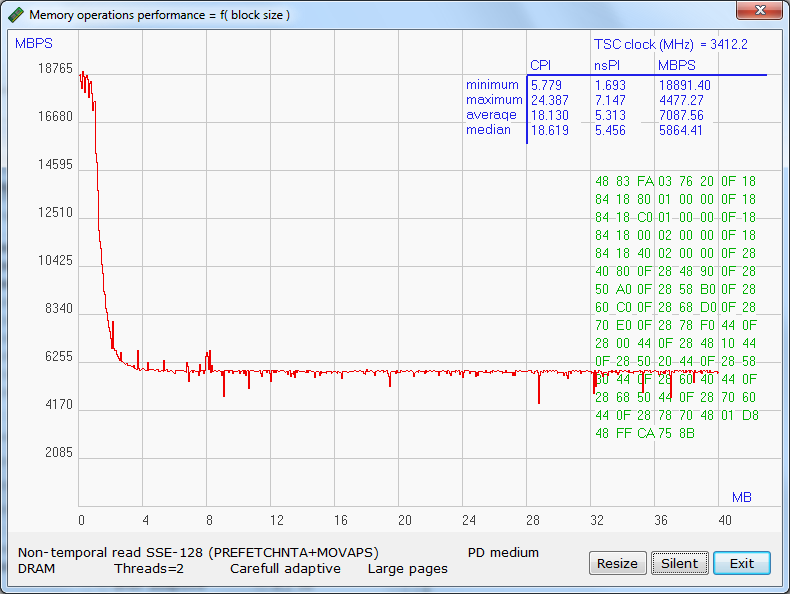 Memory operations performance = f( block size )
MBPS
TSC clock (MHz) = 3412.2
CPI nsPI MBPS
minimum 5.779 1.693 18891.40
maximum 24.387 7.147 4477.27
average 18.130 5.313 7087.56
median 18.619 5.456 5864.41
18765
16680
14595
12510
10425
8340
6255
4170
2085
48 83 FA 03 76 20 0F 18
84 18 80 01 00 00 0F 18
84 18 C0 01 00 00 0F 18
84 18 00 02 00 00 0F 18
84 18 40 02 00 00 0F 28
40 80 0F 28 48 90 0F 28
50 A0 0F 28 58 B0 0F 28
60 C0 0F 28 68 D0 0F 28
70 E0 0F 28 78 F0 44 0F
28 00 44 0F 28 48 10 44
0F 28 50 20 44 0F 28 58
30 44 0F 28 60 40 44 0F
28 68 50 44 0F 28 70 60
44 0F 28 78 70 48 01 D8
48 FF CA 75 8B
MB
0 4 8 12 16 20 24 28 32 36 40
Non-temporal read SSE-128 (PREFETCHNTA+MOVAPS) PD medium
DRAM Threads=2 Carefull adaptive Large pages
Resize Silent Exit